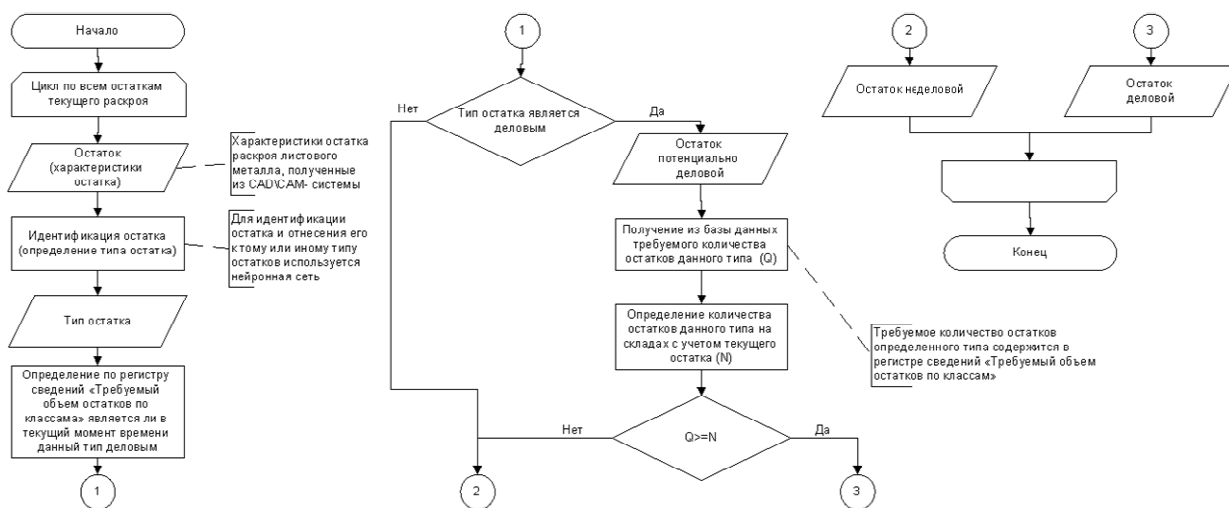 Начало
Цикл по всем остаткам
текущего раскроя
Остаток
(характеристики
остатка)
Характеристики остатка
раскроя листового
металла, полученные
из CAD\CAM- системы
Идентификация остатка
(определение типа остатка)
Для идентификации
остатка и отнесения его
к тому или иному типу
остатков используется
нейронная сеть
Тип остатка
Определение по регистру
сведений «Требуемый
объем остатков по
классама» является ли в
текущий момент времени
данный тип деловым
1
1
Тип остатка является
деловым
Нет
Да
Остаток
потенциально
деловой
Получение из базы данных
требуемого количества
остатков данного типа (Q)
Определение количества
остатков данного типа на
складах с учетом текущего
остатка (N)
Требуемое количество остатков
определенного типа содержится в
регистре сведений «Требуемый объем
остатков по классам»
Q>=N
Нет
Да
2
3
2
3
Остаток неделовой
Остаток
деловой
Конец